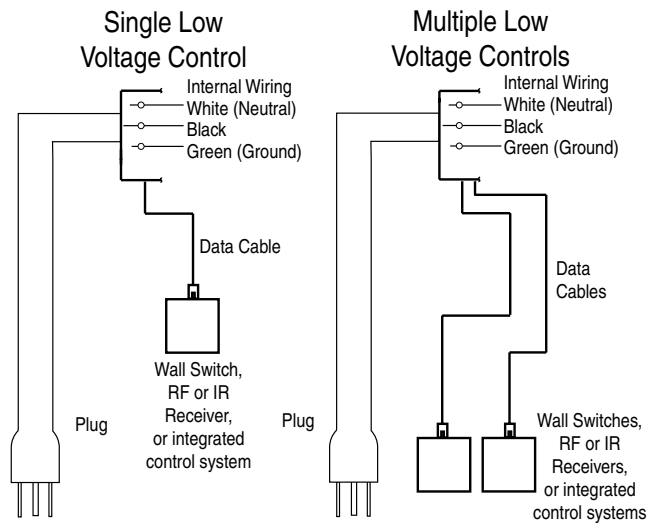 Single Low
Voltage Control
Internal Wiring
White (Neutral)
Black
Green (Ground)
Data Cable
Wall Switch,
RF or IR
Receiver,
or integrated
control system
Plug
Multiple Low
Voltage Controls
Internal Wiring
White (Neutral)
Black
Green (Ground)
Data
Cables
Plug
Wall Switches,
RF or IR
Receivers,
or integrated
control systems